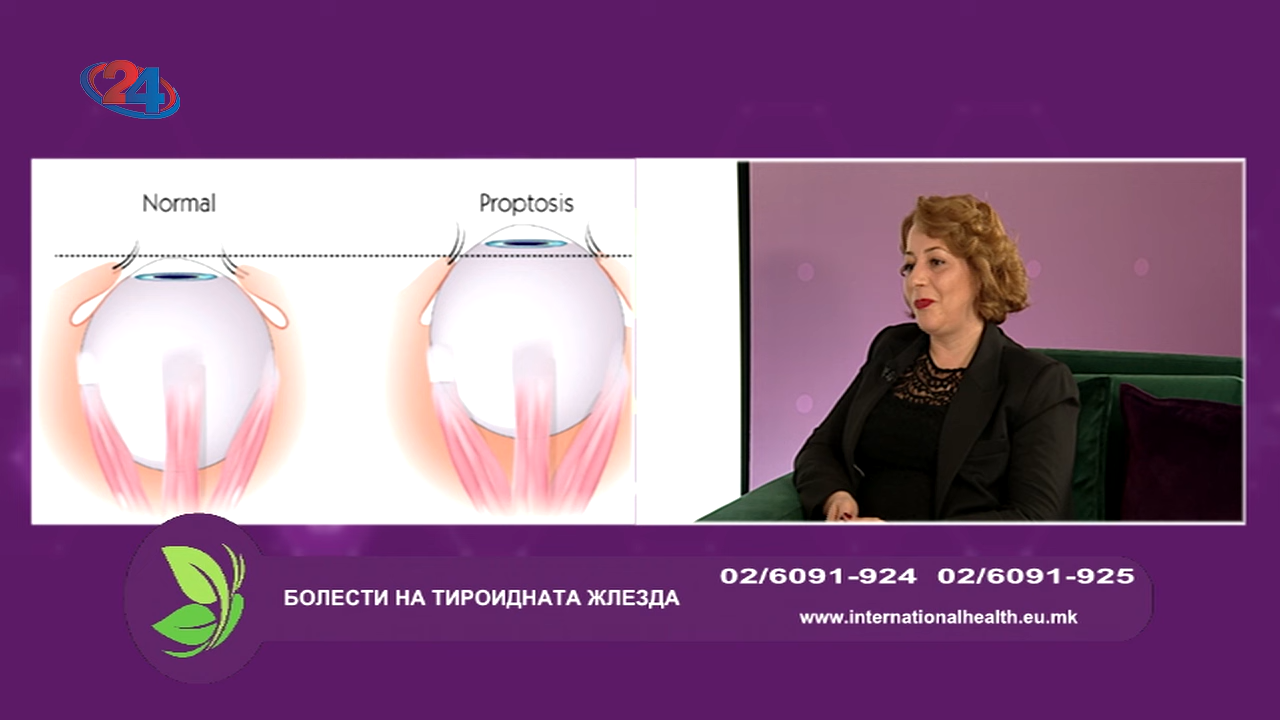 24
Normal
Proptosis
БОЛЕСТИ НА ТИРОИДНАТА ЖЛЕЗДА
02/6091-924 02/6091-925
www.internationalhealth.eu.mk